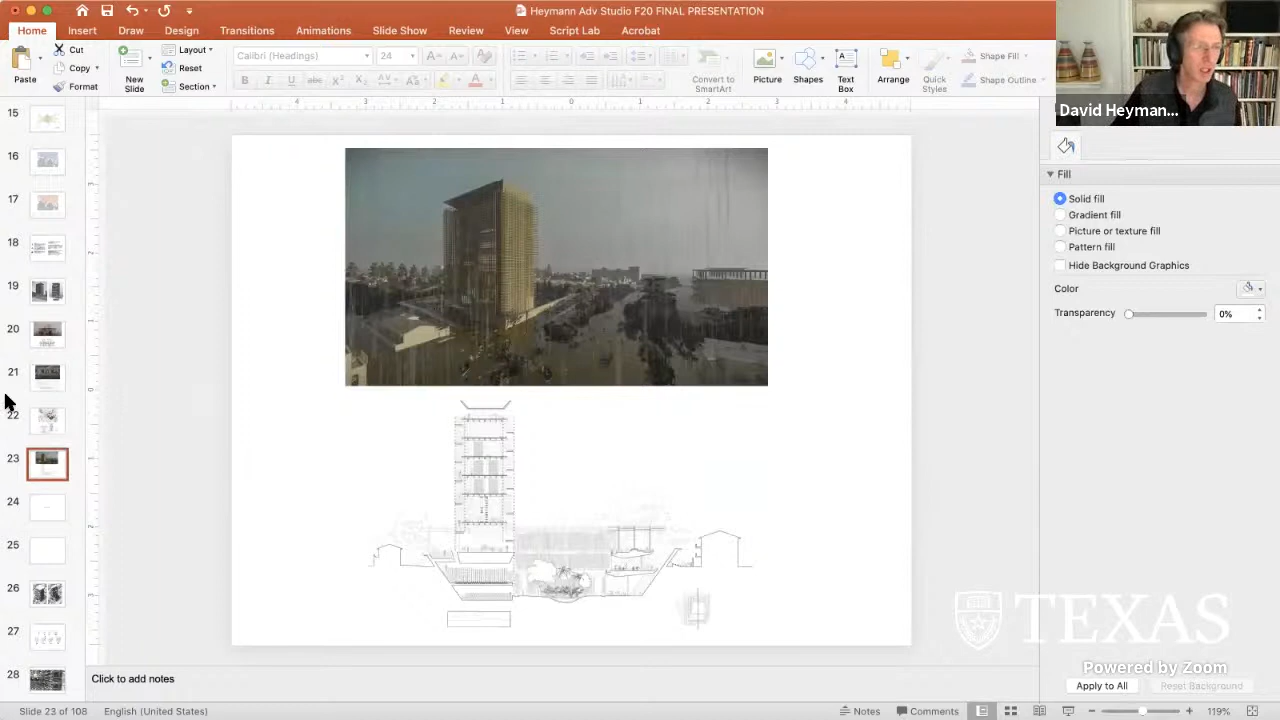 Heymann Adv Studio F20 FINAL PRESENTATION
Home Insert Draw Design Transitions Animations Slide Show Review View Script Lab Acrobat
Paste
Cut
Copy
Format
New
Slide
Layout
Reset
Section
Calibri (Headings) 24
Convert to
SmartArt
Picture
Shapes
Text
Box
Arrange
Quick
Styles
Shape Fill
Shape Outline
David Heyman...
15
16
17
18
19
20
21
22
23
24
25
26
27
28
Fill
Solid fill
Gradient fill
Picture or texture fill
Pattern fill
Hide Background Graphics
Color
Transparency 0%
TEXAS
Powered by Zoom
Apply to All Reset Background
Click to add notes
Slide 23 of 108 English (United States) Notes Comments 119%